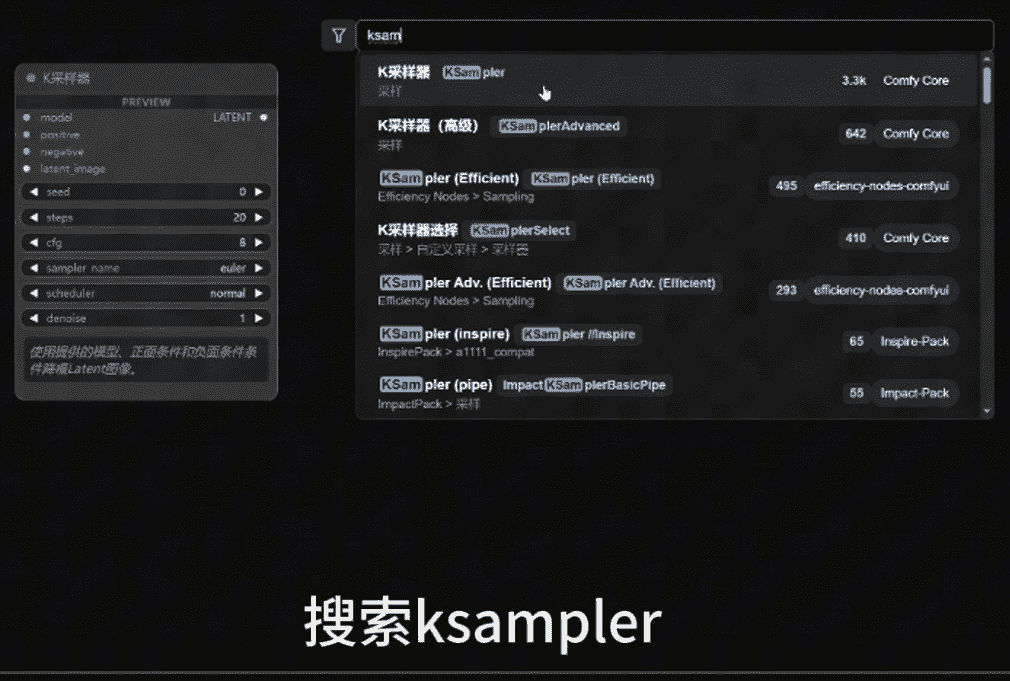 ksam
K采样器
PREVIEW
model LATENT
positive
negative
latent_image
seed 0
steps 20
cfg 8
sampler_name euler
scheduler normal
denoise 1
使用提供的模型、正面条件和负面条件条
件降噪Latent图像。
K采样器 KSampler 3.3k Comfy Core
采样
K采样器（高级） KSamplerAdvanced 642 Comfy Core
采样
KSampler (Efficient) KSampler (Efficient) 495 efficiency-nodes-comfyui
Efficiency Nodes > Sampling
K采样器选择 KSamplerSelect 410 Comfy Core
采样 > 自定义采样 > 采样器
KSampler Adv. (Efficient) KSampler Adv. (Efficient) 293 efficiency-nodes-comfyui
Efficiency Nodes > Sampling
KSampler (inspire) KSampler //Inspire 65 Inspire-Pack
InspirePack > a1111_compat
KSampler (pipe) ImpactKSamplerBasicPipe 55 Impact-Pack
ImpactPack > 采样
搜索ksampler